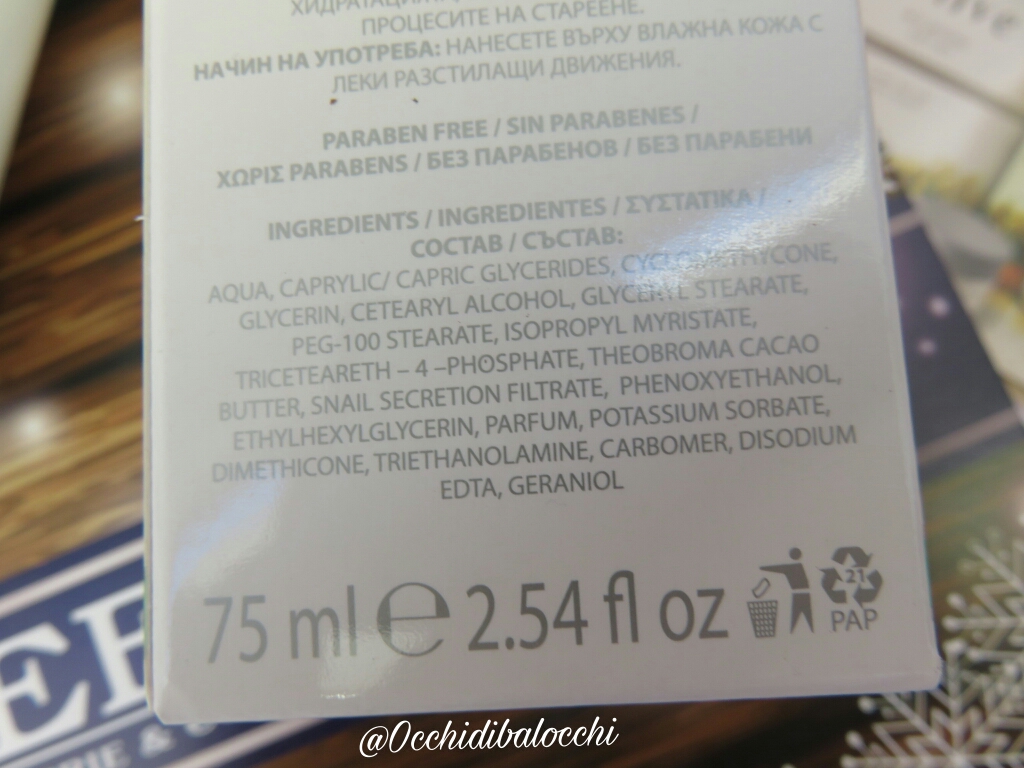 ПРОЦЕСИТЕ НА СТАРЕЕНЕ.
НАЧИН НА УПОТРЕБА: НАНЕСЕТЕ ВЪРХУ ВЛАЖНА КОЖА С
ЛЕКИ РАЗСТИЛАЩИ ДВИЖЕНИЯ.
PARABEN FREE / SIN PARABENES /
ΧΩΡΙΣ PARABENS / БЕЗ ПАРАБЕНОВ / БЕЗ ПАРАБЕНИ
INGREDIENTS / INGREDIENTES / ΣΥΣΤΑΤΙΚΑ /
СОСТАВ / СЪСТАВ:
AQUA, CAPRYLIC/ CAPRIC GLYCERIDES, CYCLOMETHYCONE,
GLYCERIN, CETEARYL ALCOHOL, GLYCERYL STEARATE,
PEG-100 STEARATE, ISOPROPYL MYRISTATE,
TRICETEARETH – 4 –PHOSPHATE, THEOBROMA CACAO
BUTTER, SNAIL SECRETION FILTRATE, PHENOXYETHANOL,
ETHYLHEXYLGLYCERIN, PARFUM, POTASSIUM SORBATE,
DIMETHICONE, TRIETHANOLAMINE, CARBOMER, DISODIUM
EDTA, GERANIOL
75 ml e 2.54 fl oz
21
PAP
@Occhidibalocchi